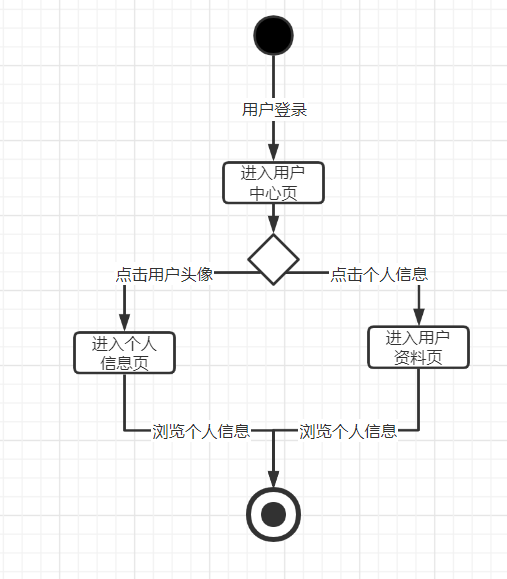 用户登录
进入用户
中心页
点击用户头像
点击个人信息
进入个人
信息页
进入用户
资料页
浏览个人信息
浏览个人信息